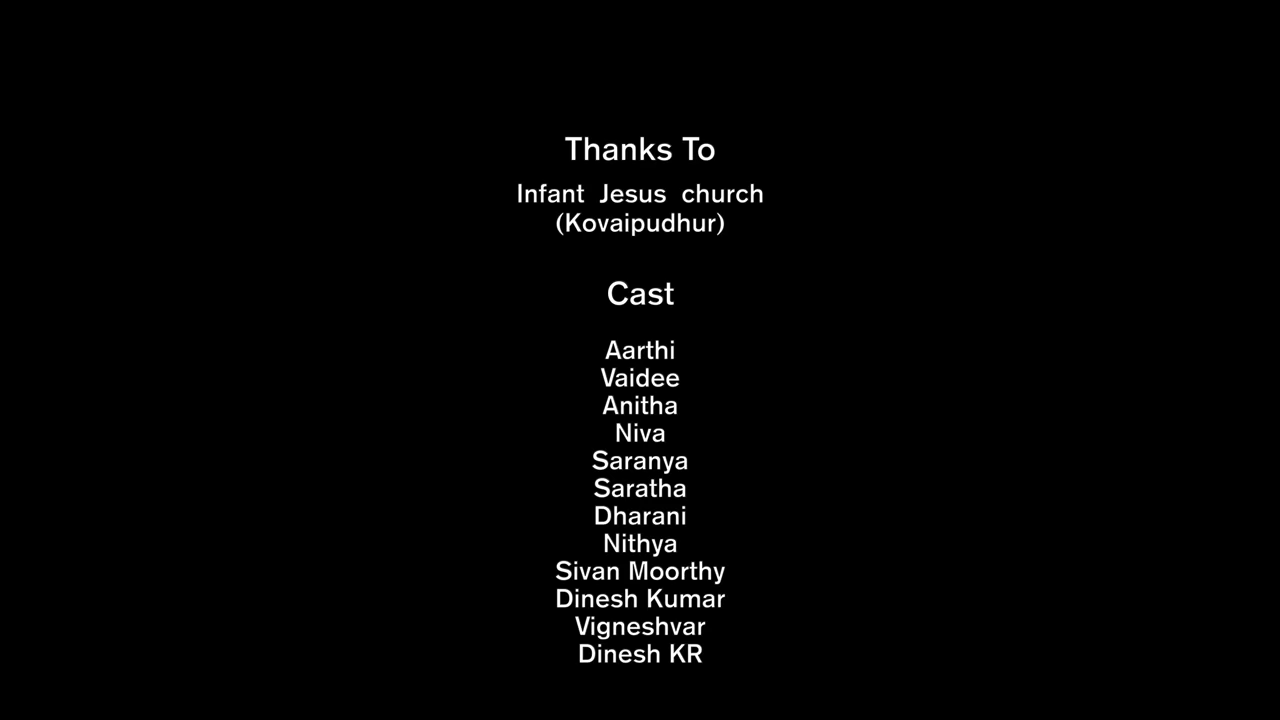 Thanks To
Infant Jesus church
(Kovaipudhur)
Cast
Aarthi
Vaidee
Anitha
Niva
Saranya
Saratha
Dharani
Nithya
Sivan Moorthy
Dinesh Kumar
Vigneshvar
Dinesh KR